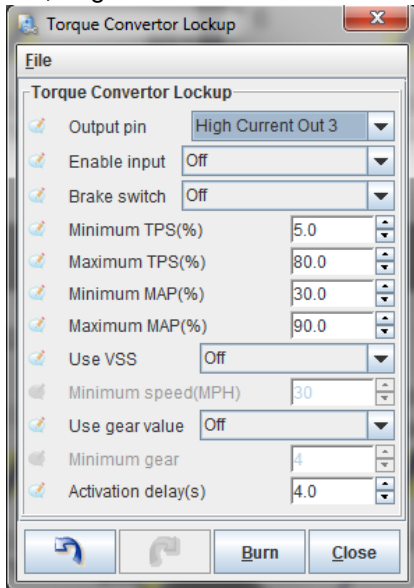 Torque Convertor Lockup
File
Torque Convertor Lockup
Output pin High Current Out 3
Enable input Off
Brake switch Off
Minimum TPS(%) 5.0
Maximum TPS(%) 80.0
Minimum MAP(%) 30.0
Maximum MAP(%) 90.0
Use VSS Off
Minimum speed(MPH) 30
Use gear value Off
Minimum gear 4
Activation delay(s) 4.0
Burn Close